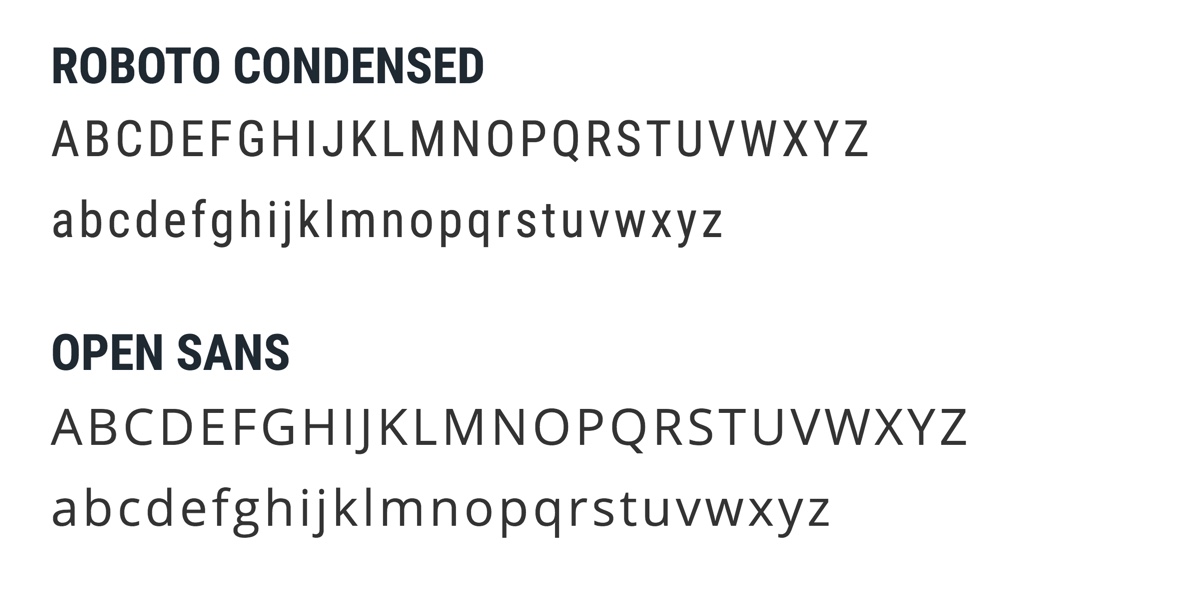 ROBOTO CONDENSED
ABCDEFGHIJKLMNOPQRSTUVWXYZ
abcdefghijklmnopqrstuvwxyz
OPEN SANS
ABCDEFGHIJKLMNOPQRSTUVWXYZ
abcdefghijklmnopqrstuvwxyz